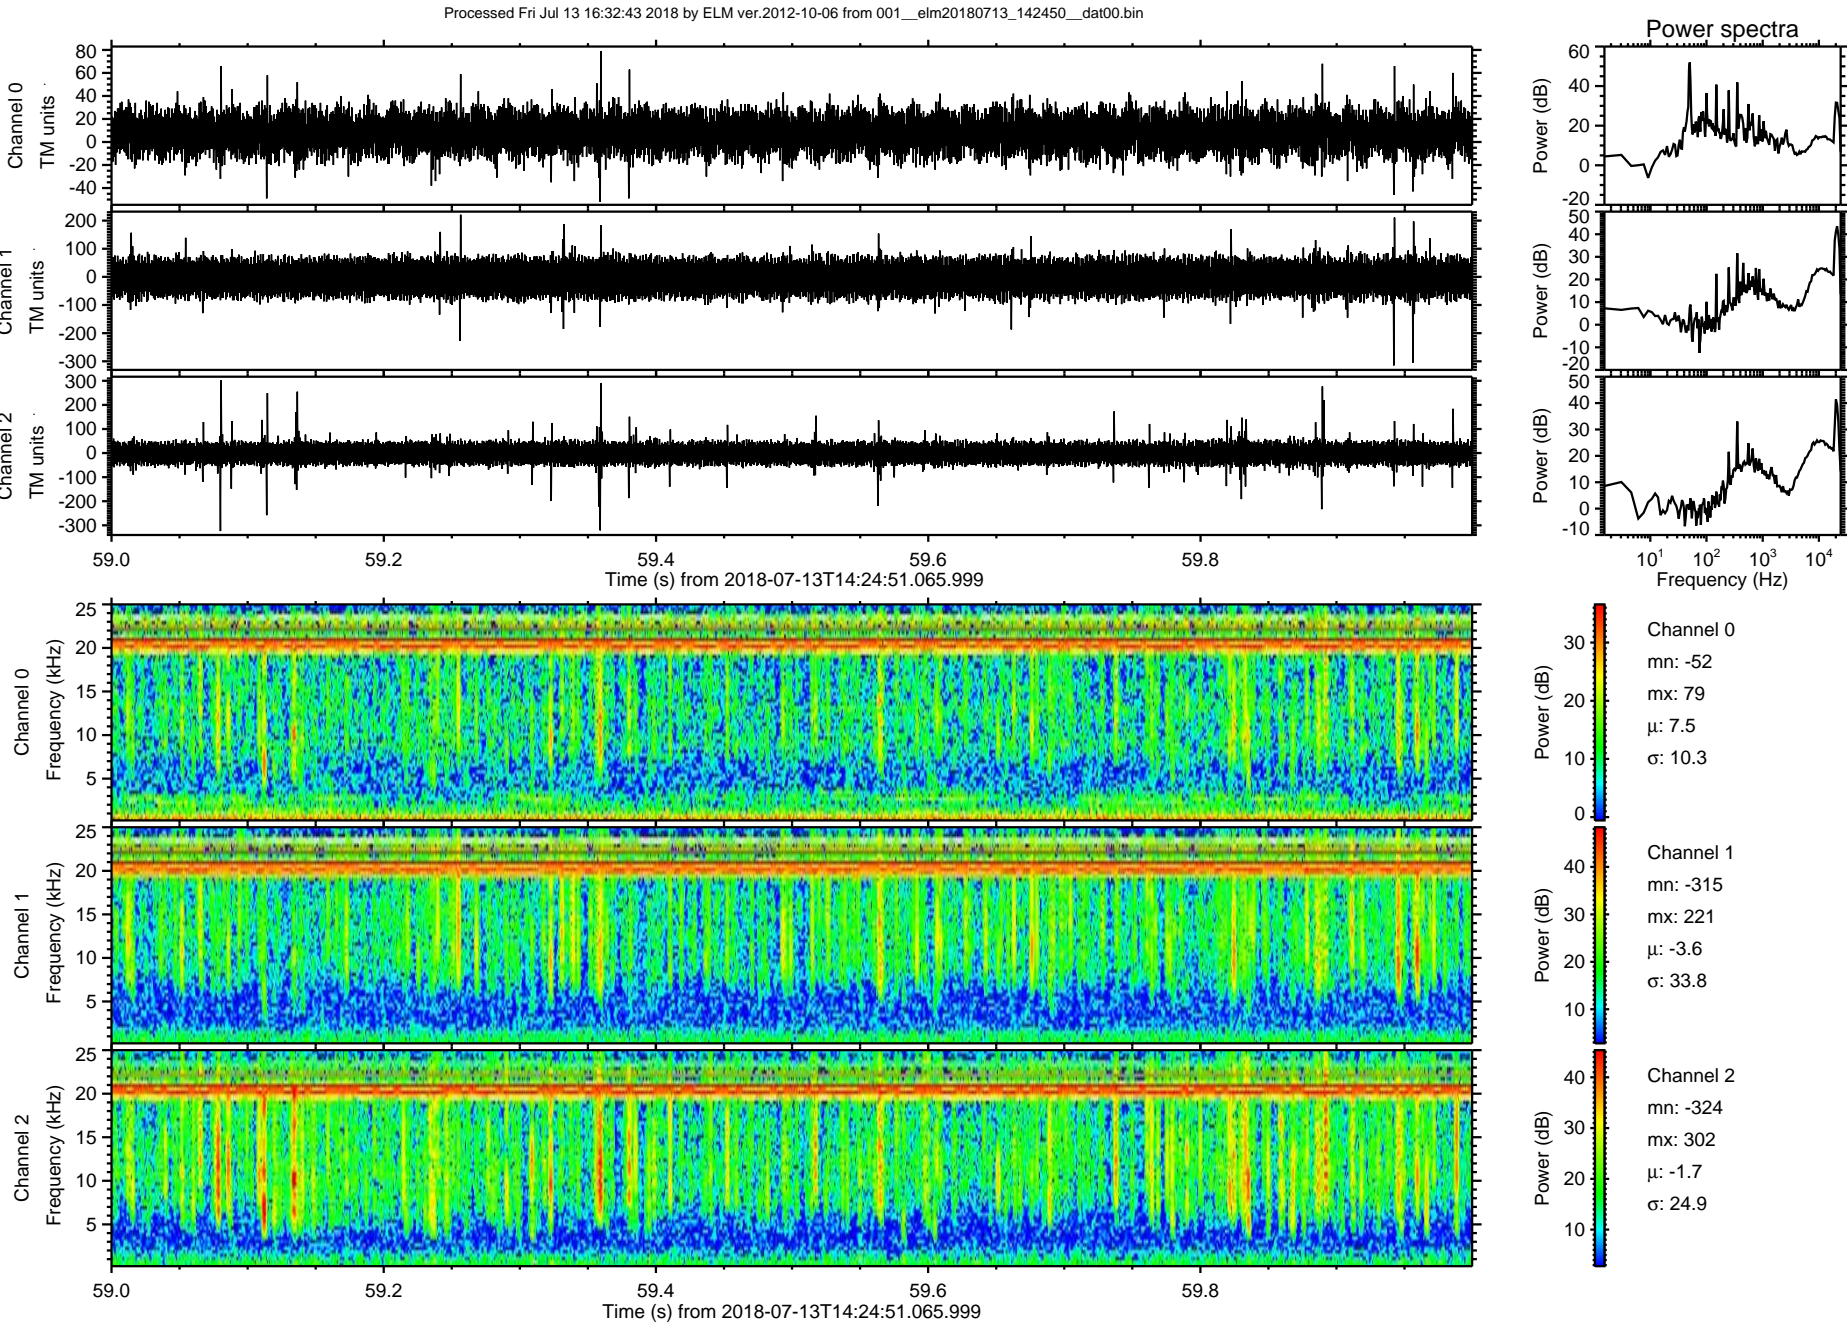 Processed Fri Jul 13 16:32:43 2018 by ELM ver.2012-10-06 from 001__elm20180713_142450__dat00.bin
Power spectra
Channel 0
TM units
80
60
40
20
0
-20
-40
Power (dB)
60
40
20
0
-20
Channel 1
TM units
200
100
0
-100
-200
-300
Power (dB)
50
40
30
20
10
0
-10
-20
Channel 2
TM units
300
200
100
0
-100
-200
-300
Power (dB)
50
40
30
20
10
0
-10
59.0 59.2 59.4 59.6 59.8
Time (s) from 2018-07-13T14:24:51.065.999
10¹ 10² 10³ 10⁴
Frequency (Hz)
Channel 0
Frequency (kHz)
25
20
15
10
5
Power (dB)
30
20
10
0
Channel 0
mn: -52
mx: 79
μ: 7.5
σ: 10.3
Channel 1
Frequency (kHz)
25
20
15
10
5
Power (dB)
40
30
20
10
Channel 1
mn: -315
mx: 221
μ: -3.6
σ: 33.8
Channel 2
Frequency (kHz)
25
20
15
10
5
Power (dB)
40
30
20
10
Channel 2
mn: -324
mx: 302
μ: -1.7
σ: 24.9
59.0 59.2 59.4 59.6 59.8
Time (s) from 2018-07-13T14:24:51.065.999